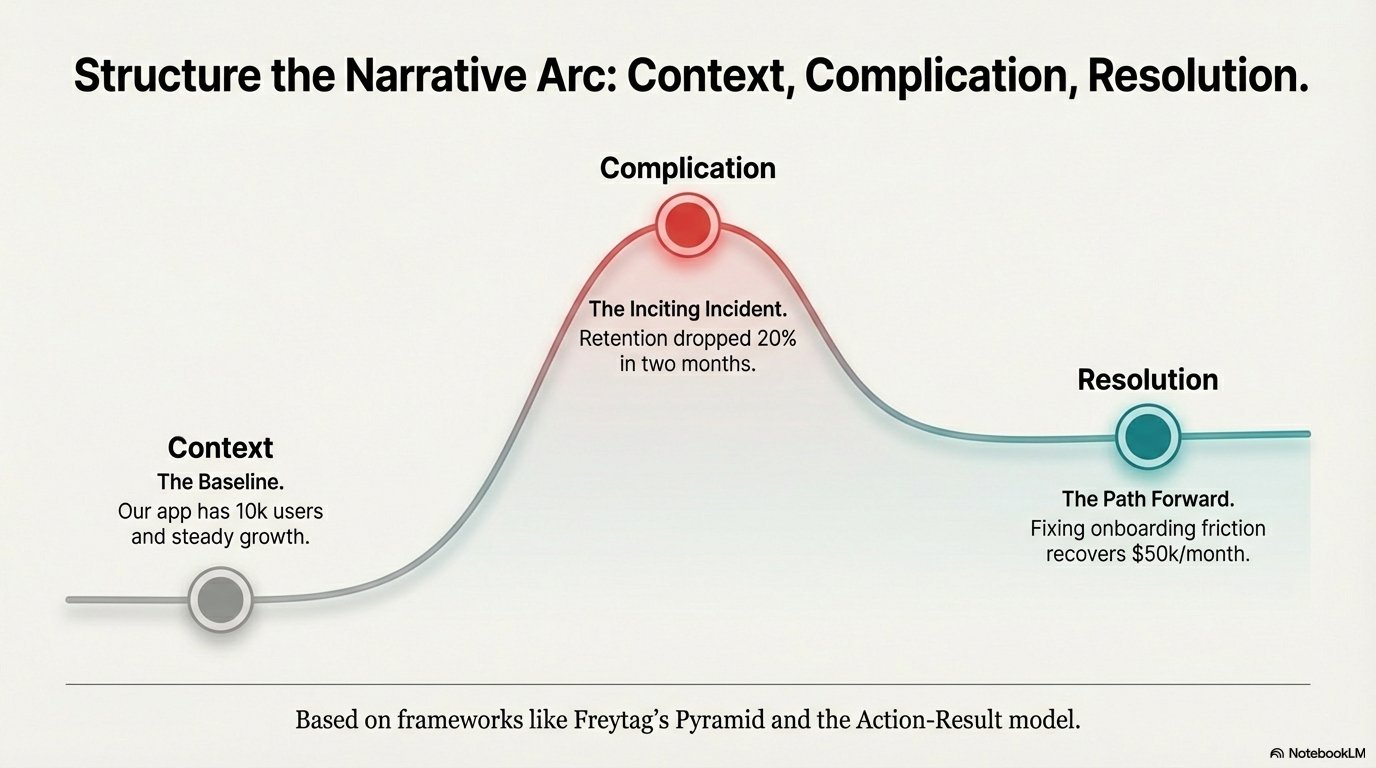 Structure the Narrative Arc: Context, Complication, Resolution.
Complication
The Inciting Incident.
Retention dropped 20%
in two months.
Resolution
The Path Forward.
Fixing onboarding friction
recovers $50k/month.
Context
The Baseline.
Our app has 10k users
and steady growth.
Based on frameworks like Freytag’s Pyramid and the Action-Result model.
NotebookLM